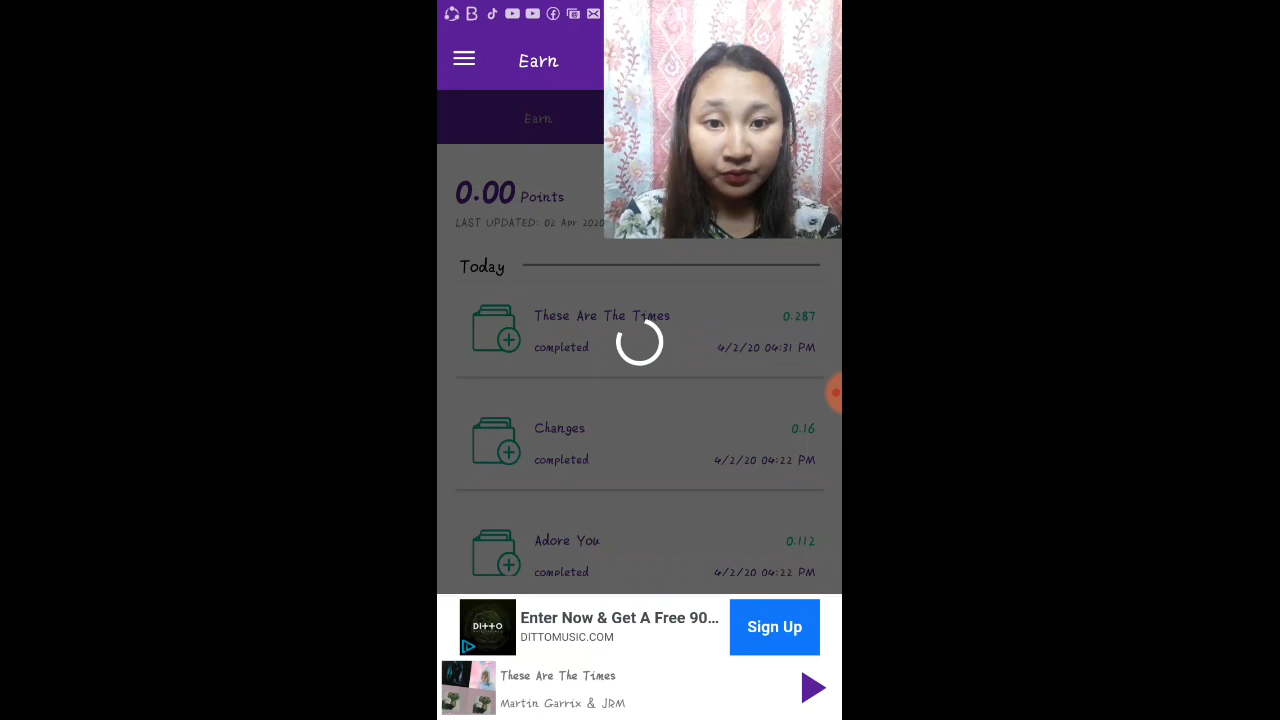 Earn
Earn
0.00 Points
LAST UPDATED: 02 Apr 2020
Today
These Are The Times 0.287
completed 4/2/20 04:31 PM
Changes 0.16
completed 4/2/20 04:22 PM
Adore You 0.112
completed 4/2/20 04:22 PM
DITTO
Enter Now & Get A Free 90...
DITTOMUSIC.COM
Sign Up
These Are The Times
Martin Garrix & JRM